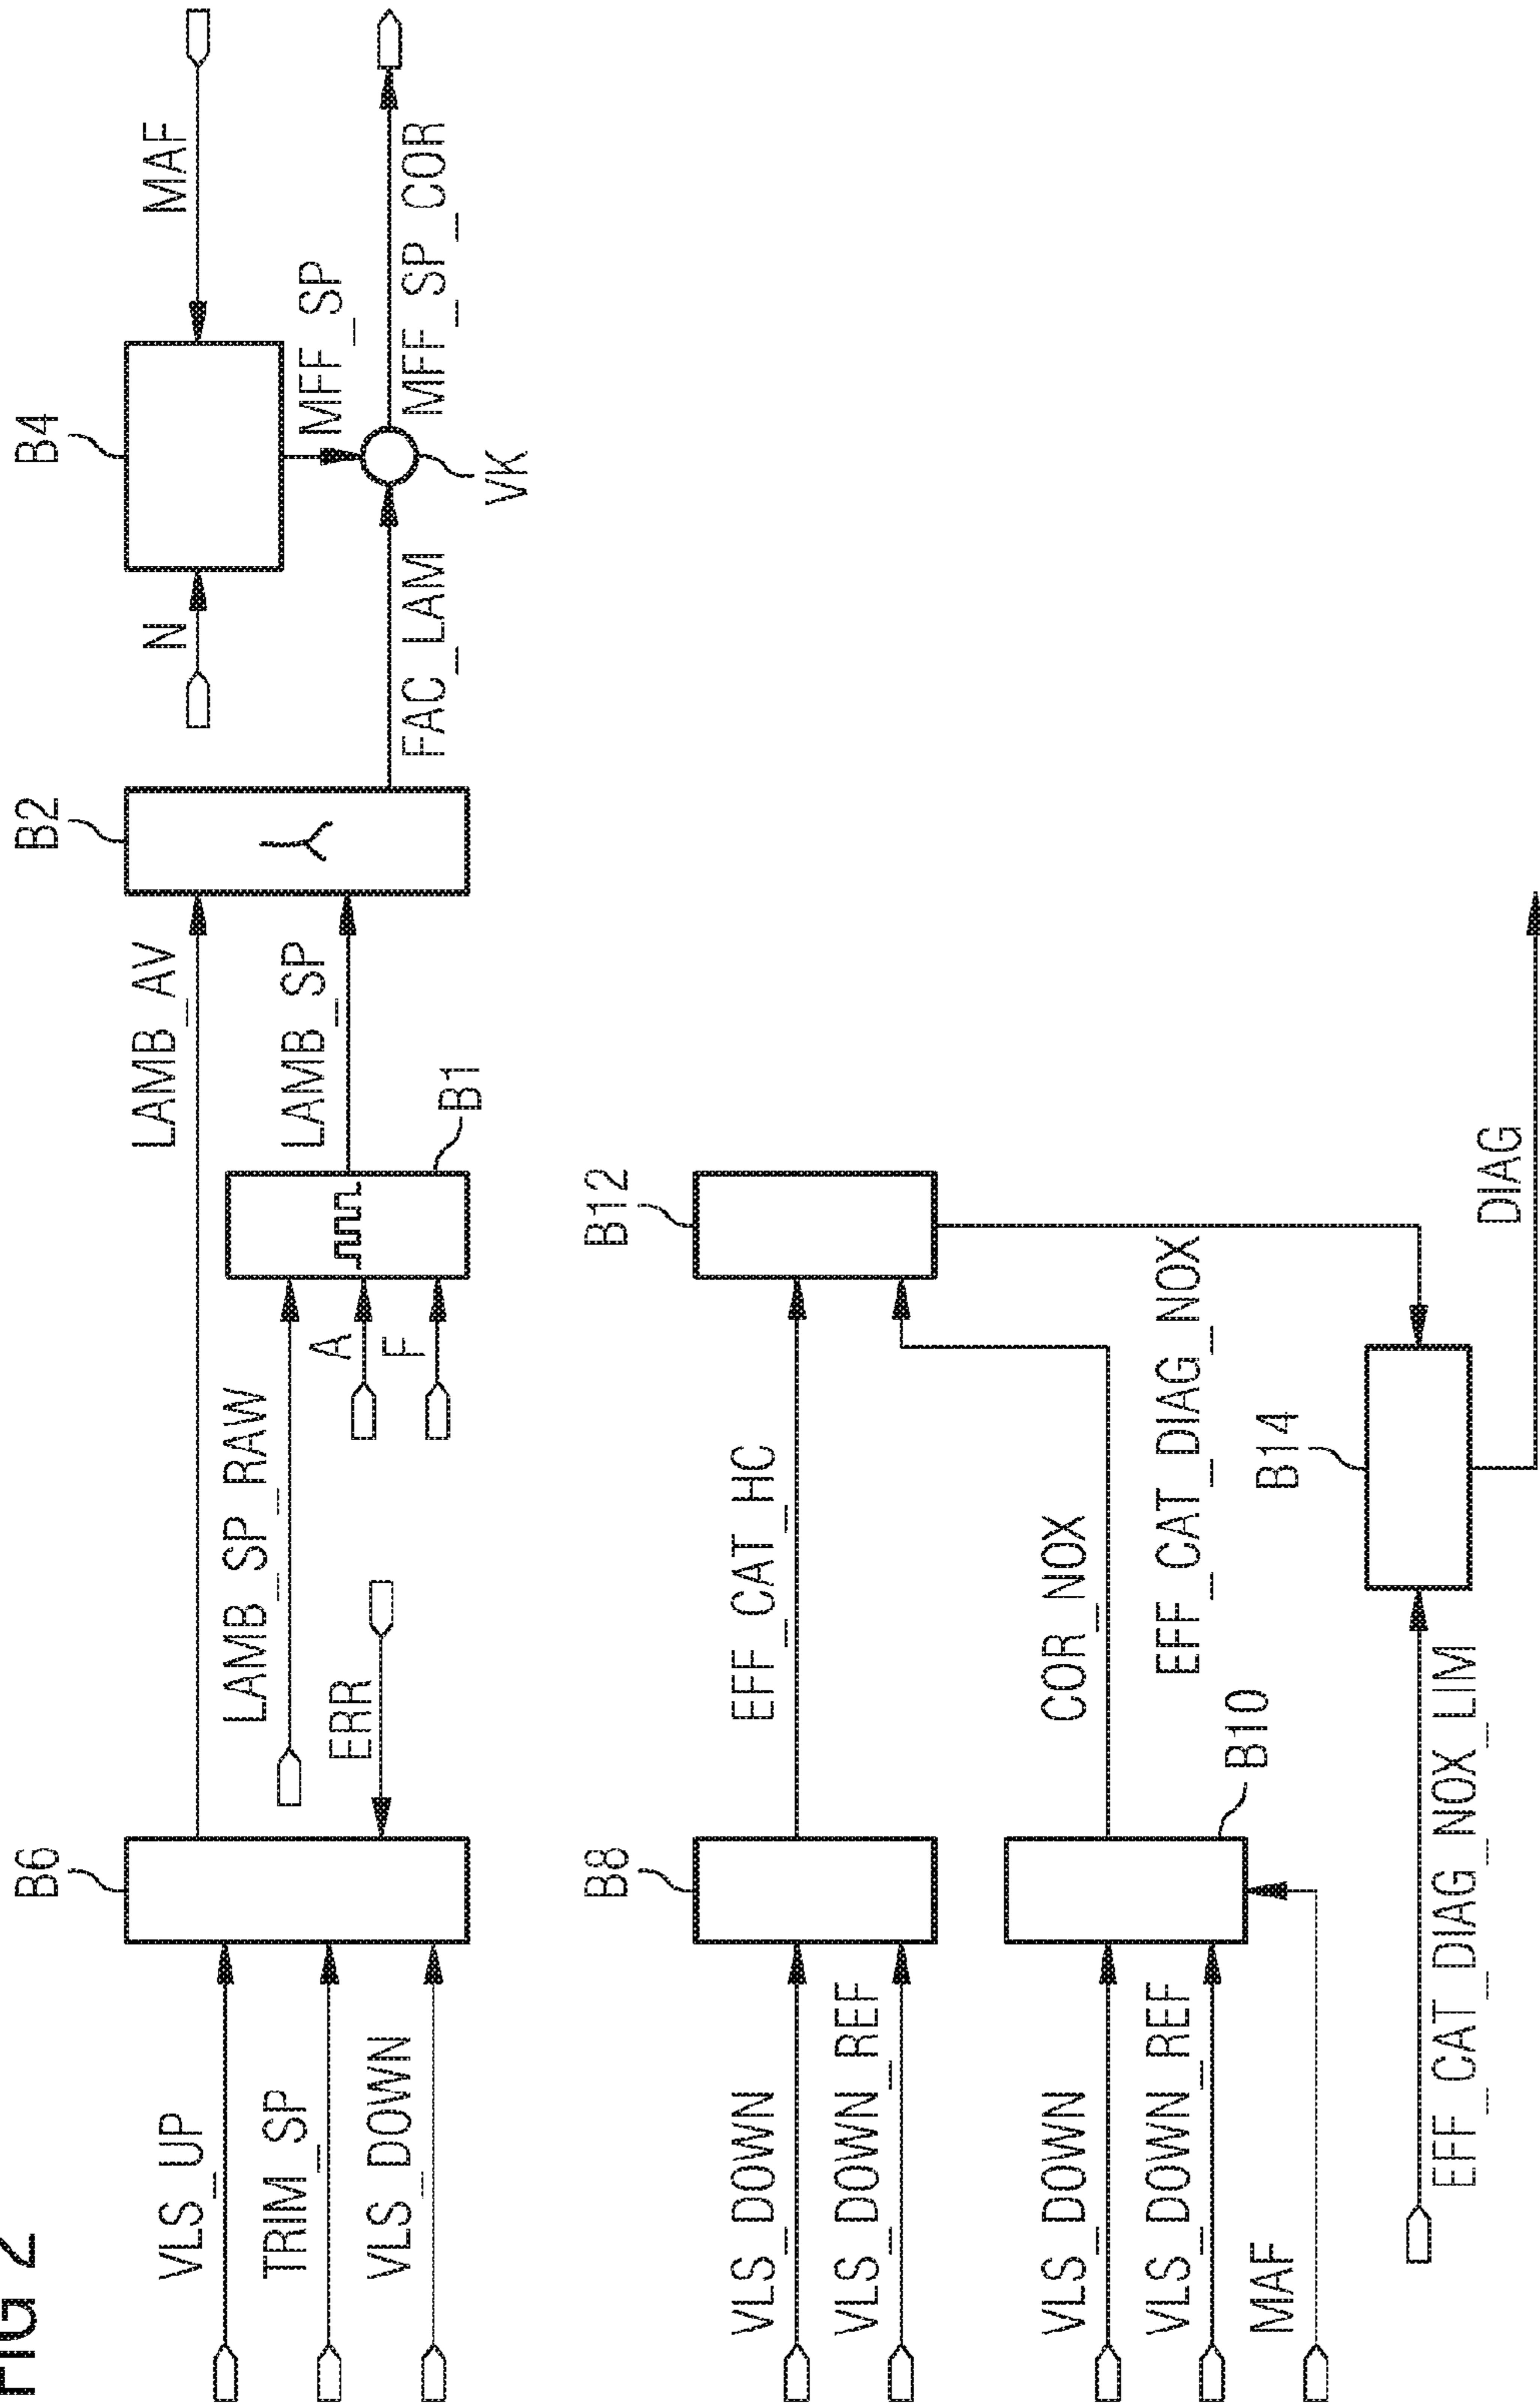 FIG 2
B6
B2
B4
VLS_UP
TRIM_SP
VLS_DOWN
LAMB_AV
LAMB_SP_RAW
ERR
A
F
LAMB_SP
B1
N
MAF
MFF_SP
FAC_LAM
MFF_SP_COR
VK
B8
B12
VLS_DOWN
VLS_DOWN_REF
EFF_CAT_HC
VLS_DOWN
VLS_DOWN_REF
MAF
COR_NOX
B10
EFF_CAT_DIAG_NOX
B14
EFF_CAT_DIAG_NOX_LIM
DIAG